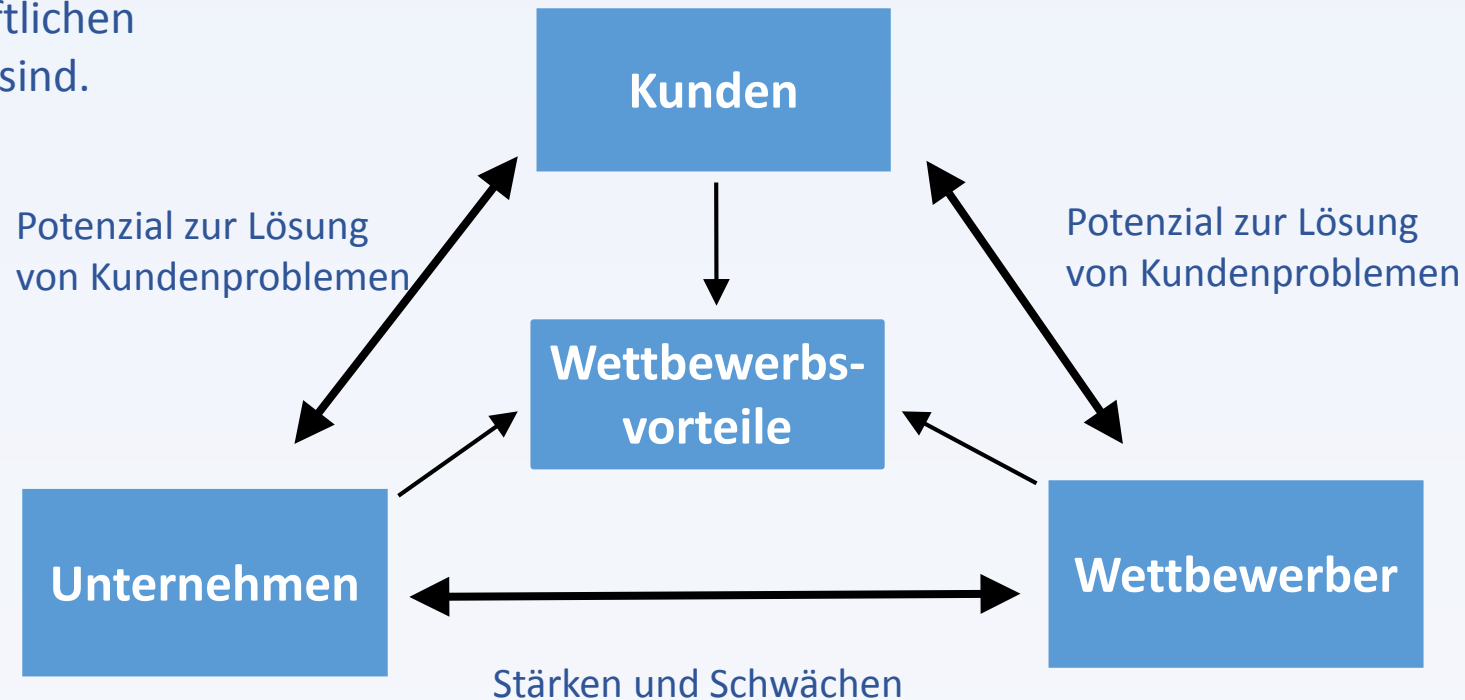 sind.
Kunden
Potenzial zur Lösung
von Kundenproblemen
Potenzial zur Lösung
von Kundenproblemen
Wettbewerbs-
vorteile
Unternehmen
Wettbewerber
Stärken und Schwächen